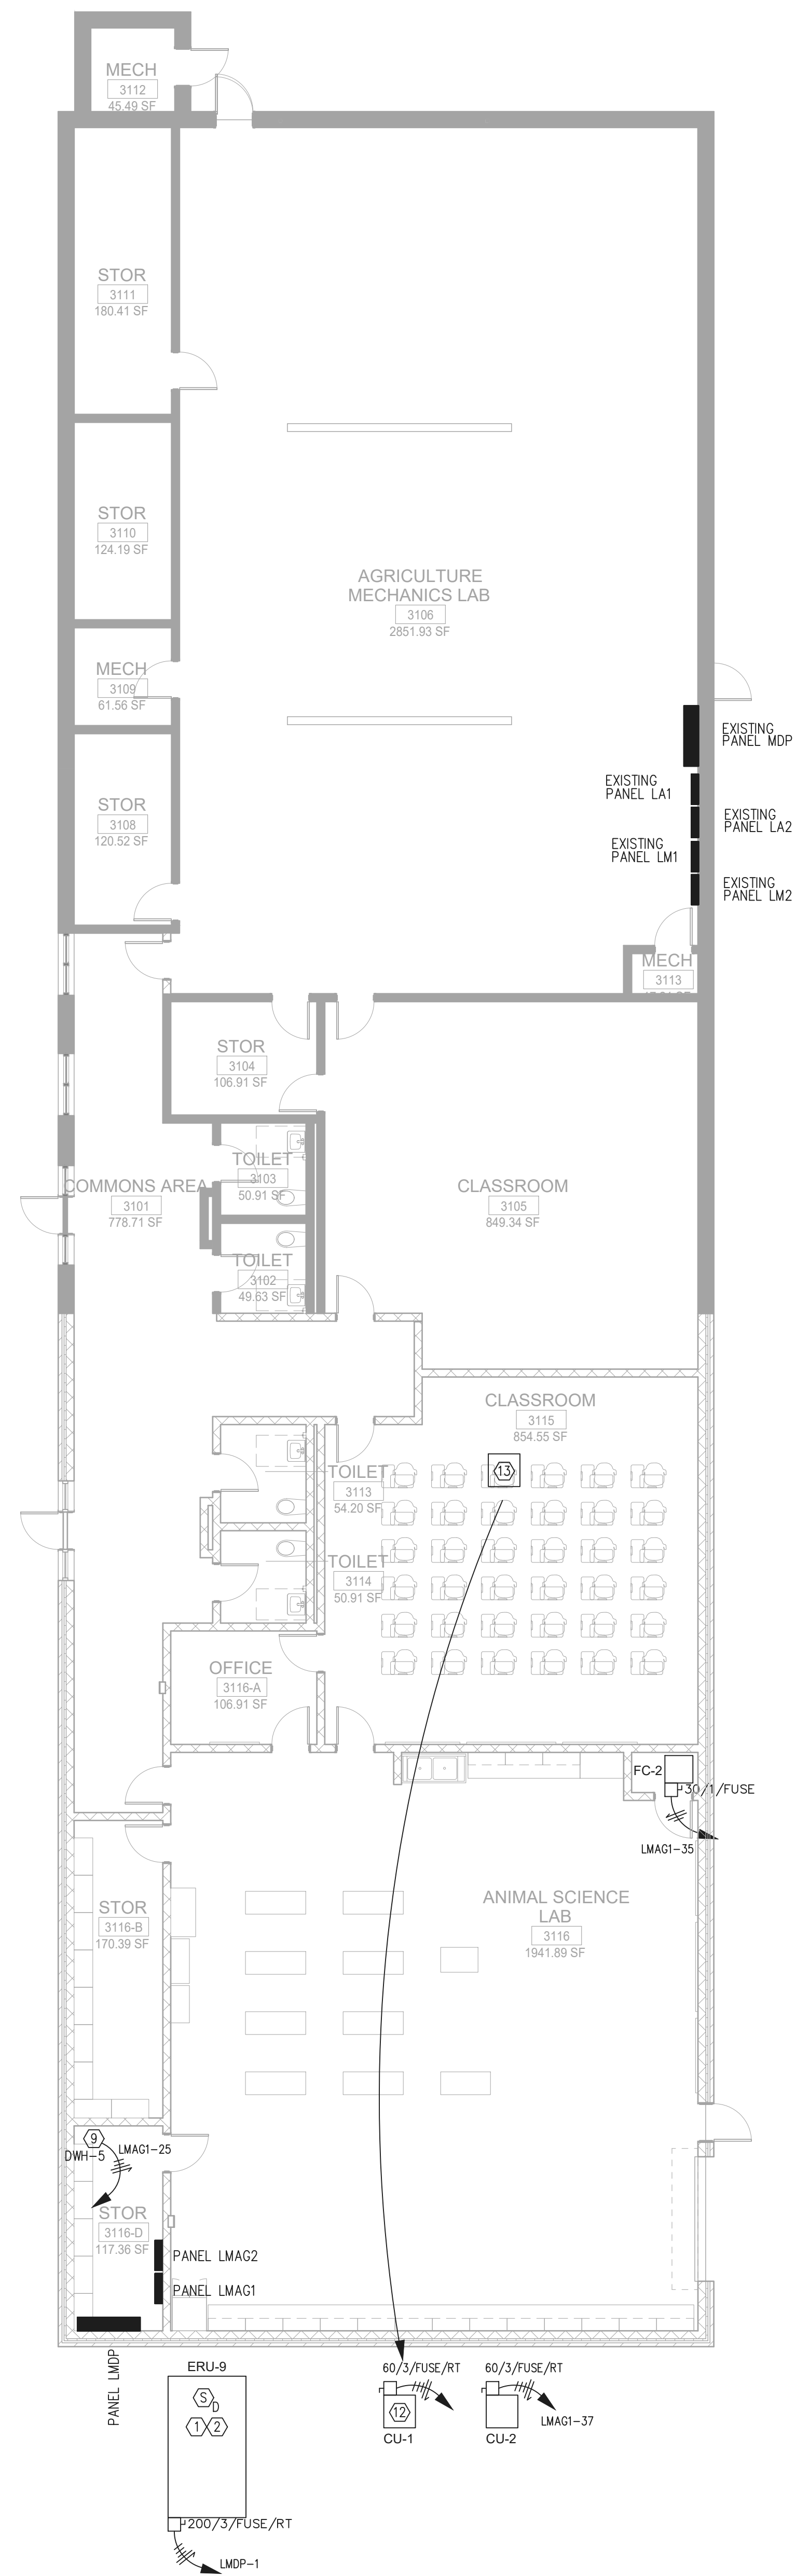 MECH
3112
45.49 SF
STOR
3111
180.41 SF
STOR
3110
124.19 SF
AGRICULTURE
MECHANICS LAB
3106
2851.93 SF
MECH
3109
61.56 SF
EXISTING
PANEL MDP
EXISTING
PANEL LA1
STOR
3108
120.52 SF
EXISTING
PANEL LA2
EXISTING
PANEL LM1
EXISTING
PANEL LM2
MECH
3113
STOR
3104
106.91 SF
TOILET
3103
50.91 SF
COMMONS AREA
3101
778.71 SF
CLASSROOM
3105
849.34 SF
TOILET
3102
49.63 SF
CLASSROOM
3115
854.55 SF
13
TOILET
3113
54.20 SF
TOILET
3114
50.91 SF
OFFICE
3116-A
106.91 SF
FC-2
30/1/FUSE
LMAG1-35
STOR
3116-B
170.39 SF
ANIMAL SCIENCE
LAB
3116
1941.89 SF
9
DWH-5
LMAG1-25
STOR
3116-D
117.36 SF
PANEL LMAG2
PANEL LMAG1
PANEL LMDP
ERU-9
S
D
1
2
200/3/FUSE/RT
LMDP-1
60/3/FUSE/RT
12
CU-1
60/3/FUSE/RT
LMAG1-37
CU-2